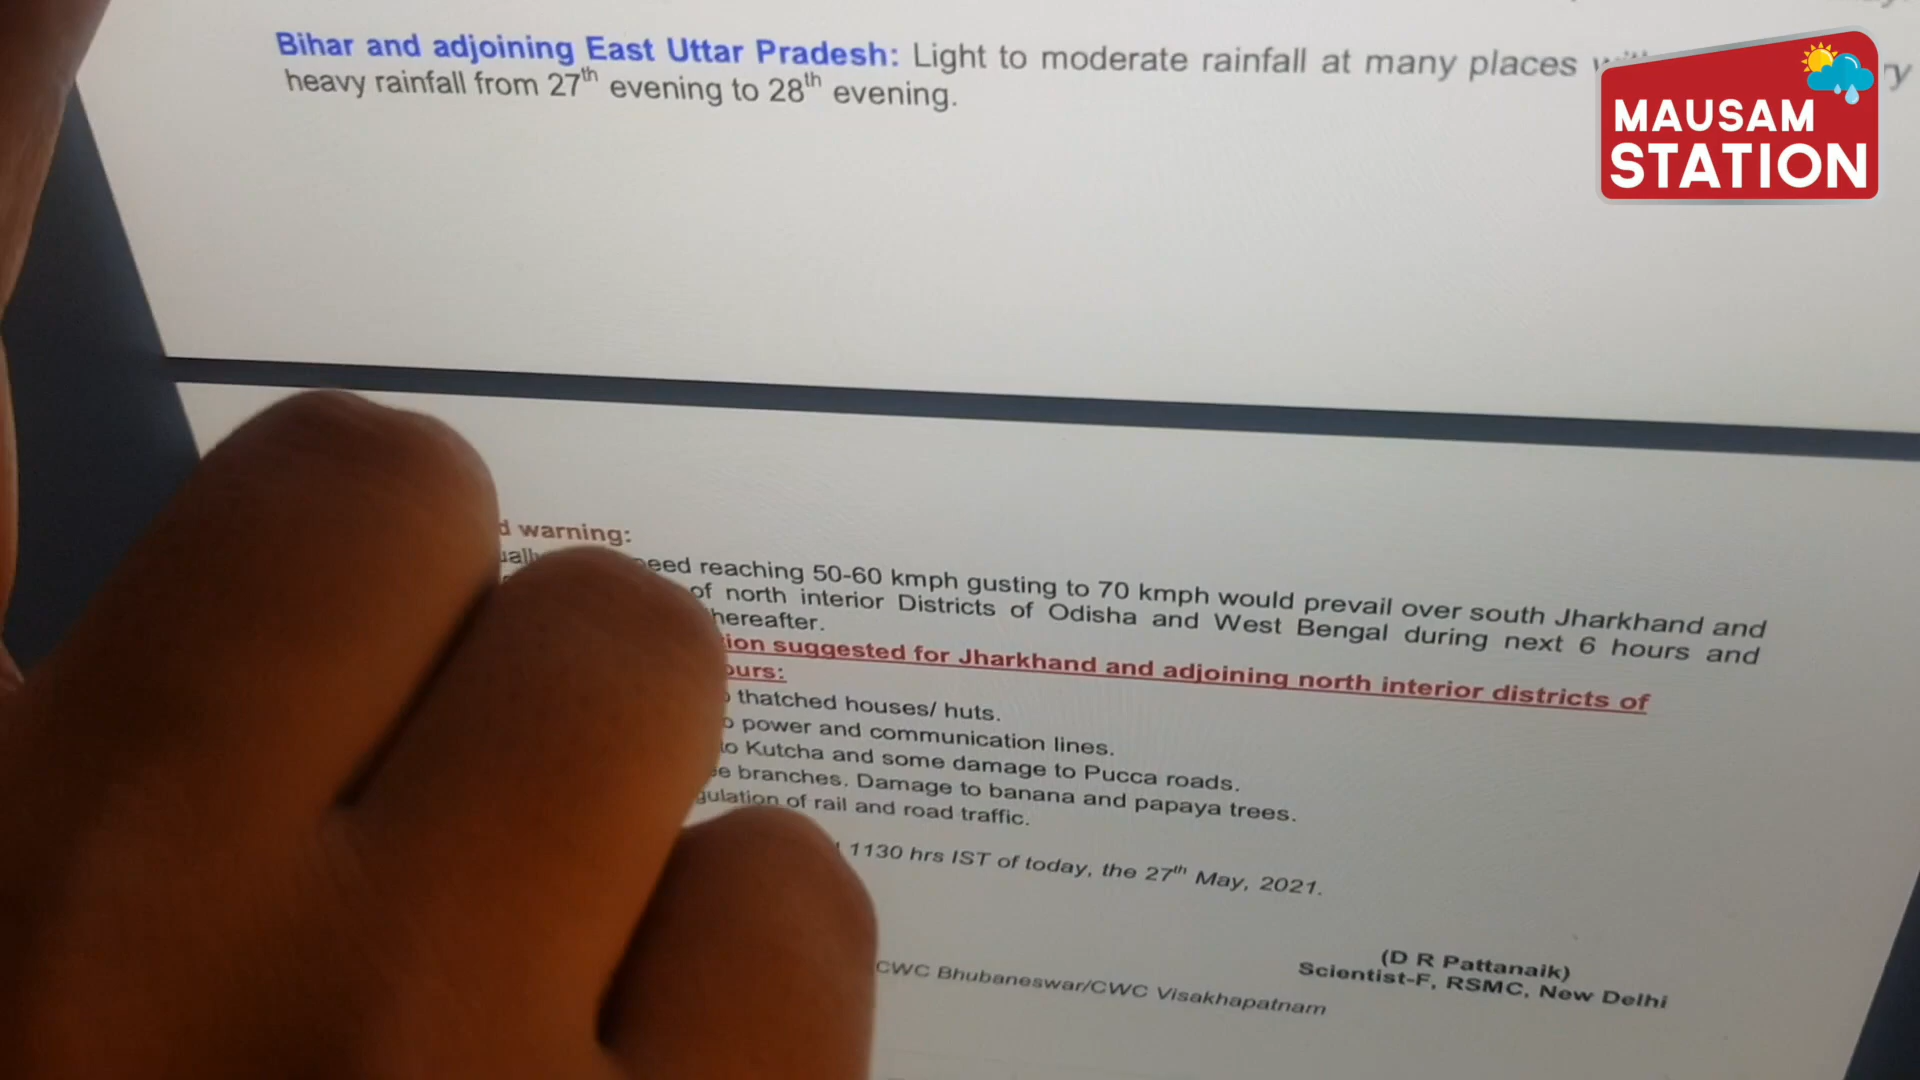 Bihar and adjoining East Uttar Pradesh: Light to moderate rainfall at many places
heavy rainfall from 27th evening to 28th evening.
MAUSAM
STATION
warning:
reaching 50-60 kmph gusting to 70 kmph would prevail over south Jharkhand and
of north interior Districts of Odisha and West Bengal during next 6 hours and
suggested for Jharkhand and adjoining north interior districts of
thatched houses/ huts.
power and communication lines.
to Kutcha and some damage to Pucca roads.
branches. Damage to banana and papaya trees.
of rail and road traffic.
1130 hrs IST of today, the 27th May, 2021.
(D R Pattanaik)
Scientist-F, RSMC, New Delhi
CWC Bhubaneswar/CWC Visakhapatnam